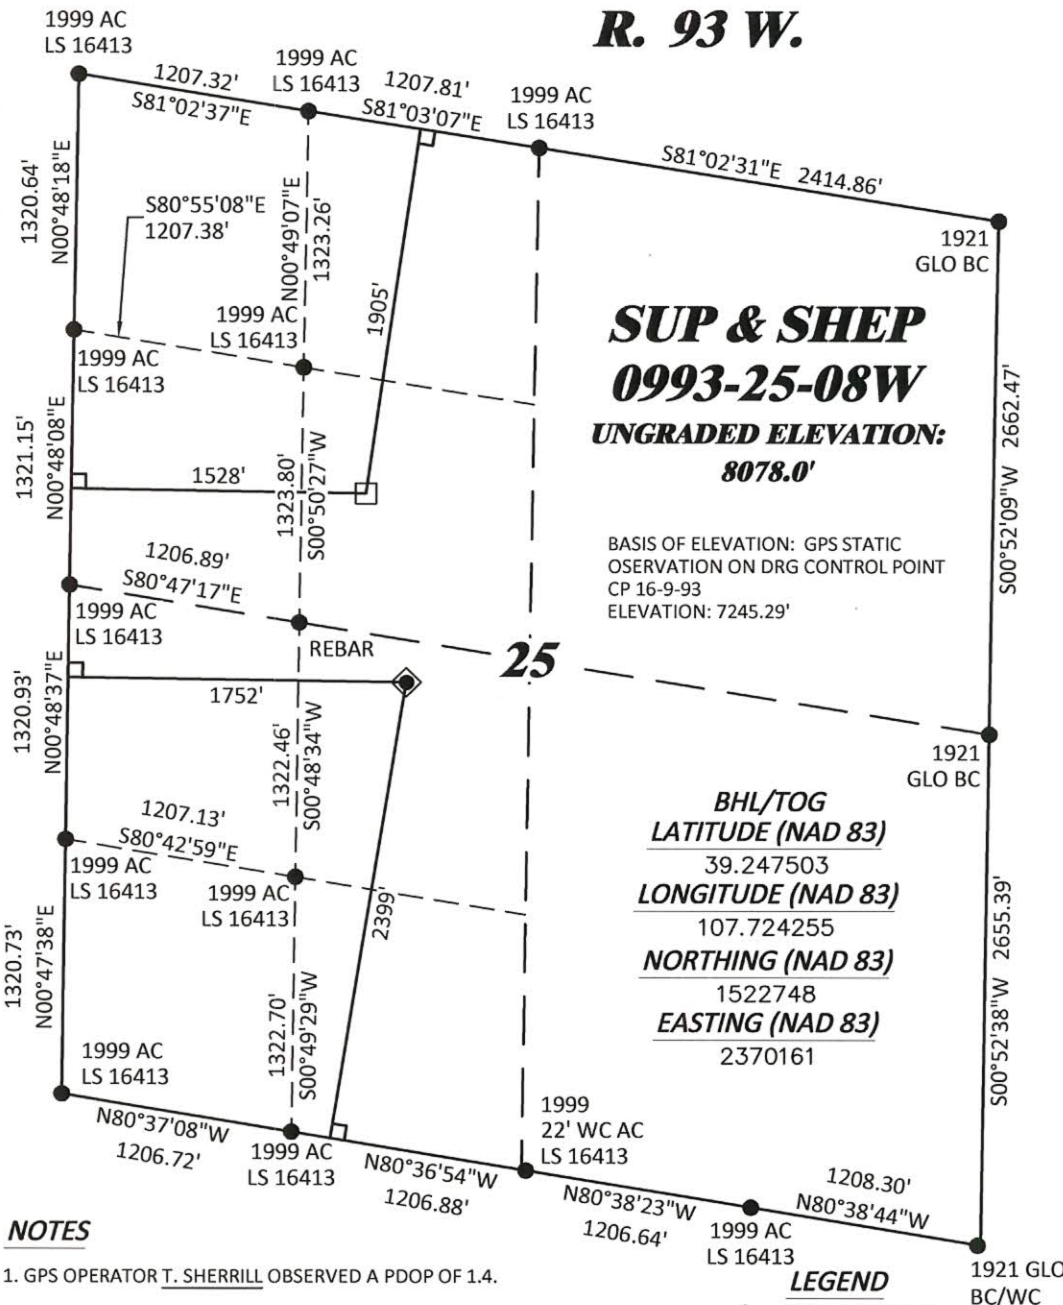 R. 93 W.
1999 AC
LS 16413
1207.32'
S81°02'37"E
1999 AC
LS 16413
1207.81'
S81°03'07"E
1999 AC
LS 16413
S81°02'31"E 2414.86'
1921
GLO BC
1320.64'
N00°48'18"E
S80°55'08"E
1207.38'
N00°49'07"E
1323.26'
1905'
1999 AC
LS 16413
1999 AC
LS 16413
SUP & SHEP
0993-25-08W
UNGRADED ELEVATION:
8078.0'
S00°52'09"W 2662.47'
1321.15'
N00°48'08"E
1528'
1323.80'
S00°50'27"W
BASIS OF ELEVATION: GPS STATIC
OSERVATION ON DRG CONTROL POINT
CP 16-9-93
ELEVATION: 7245.29'
1206.89'
S80°47'17"E
1999 AC
LS 16413
REBAR
25
1320.93'
N00°48'37"E
1752'
1322.46'
S00°48'34"W
1921
GLO BC
BHL/TOG
LATITUDE (NAD 83)
39.247503
LONGITUDE (NAD 83)
107.724255
NORTHING (NAD 83)
1522748
EASTING (NAD 83)
2370161
1207.13'
S80°42'59"E
1999 AC
LS 16413
1999 AC
LS 16413
2399'
S00°52'38"W 2655.39'
1320.73'
N00°47'38"E
1322.70'
S00°49'29"W
1999 AC
LS 16413
N80°37'08"W
1206.72'
1999 AC
LS 16413
N80°36'54"W
1206.88'
1999
22' WC AC
LS 16413
N80°38'23"W
1206.64'
1999 AC
LS 16413
1208.30'
N80°38'44"W
1921 GLO
BC/WC
NOTES
1. GPS OPERATOR T. SHERRILL OBSERVED A PDOP OF 1.4.
LEGEND